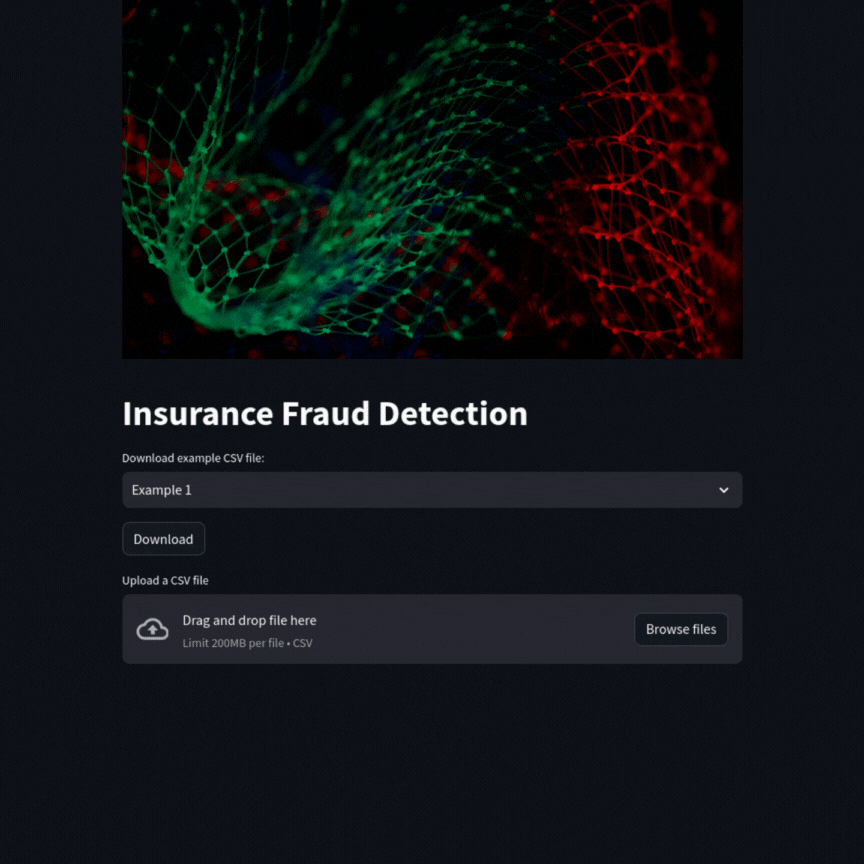 Insurance Fraud Detection
Download example CSV file:
Example 1
Download
Upload a CSV file
Drag and drop file here
Limit 200MB per file • CSV
Browse files